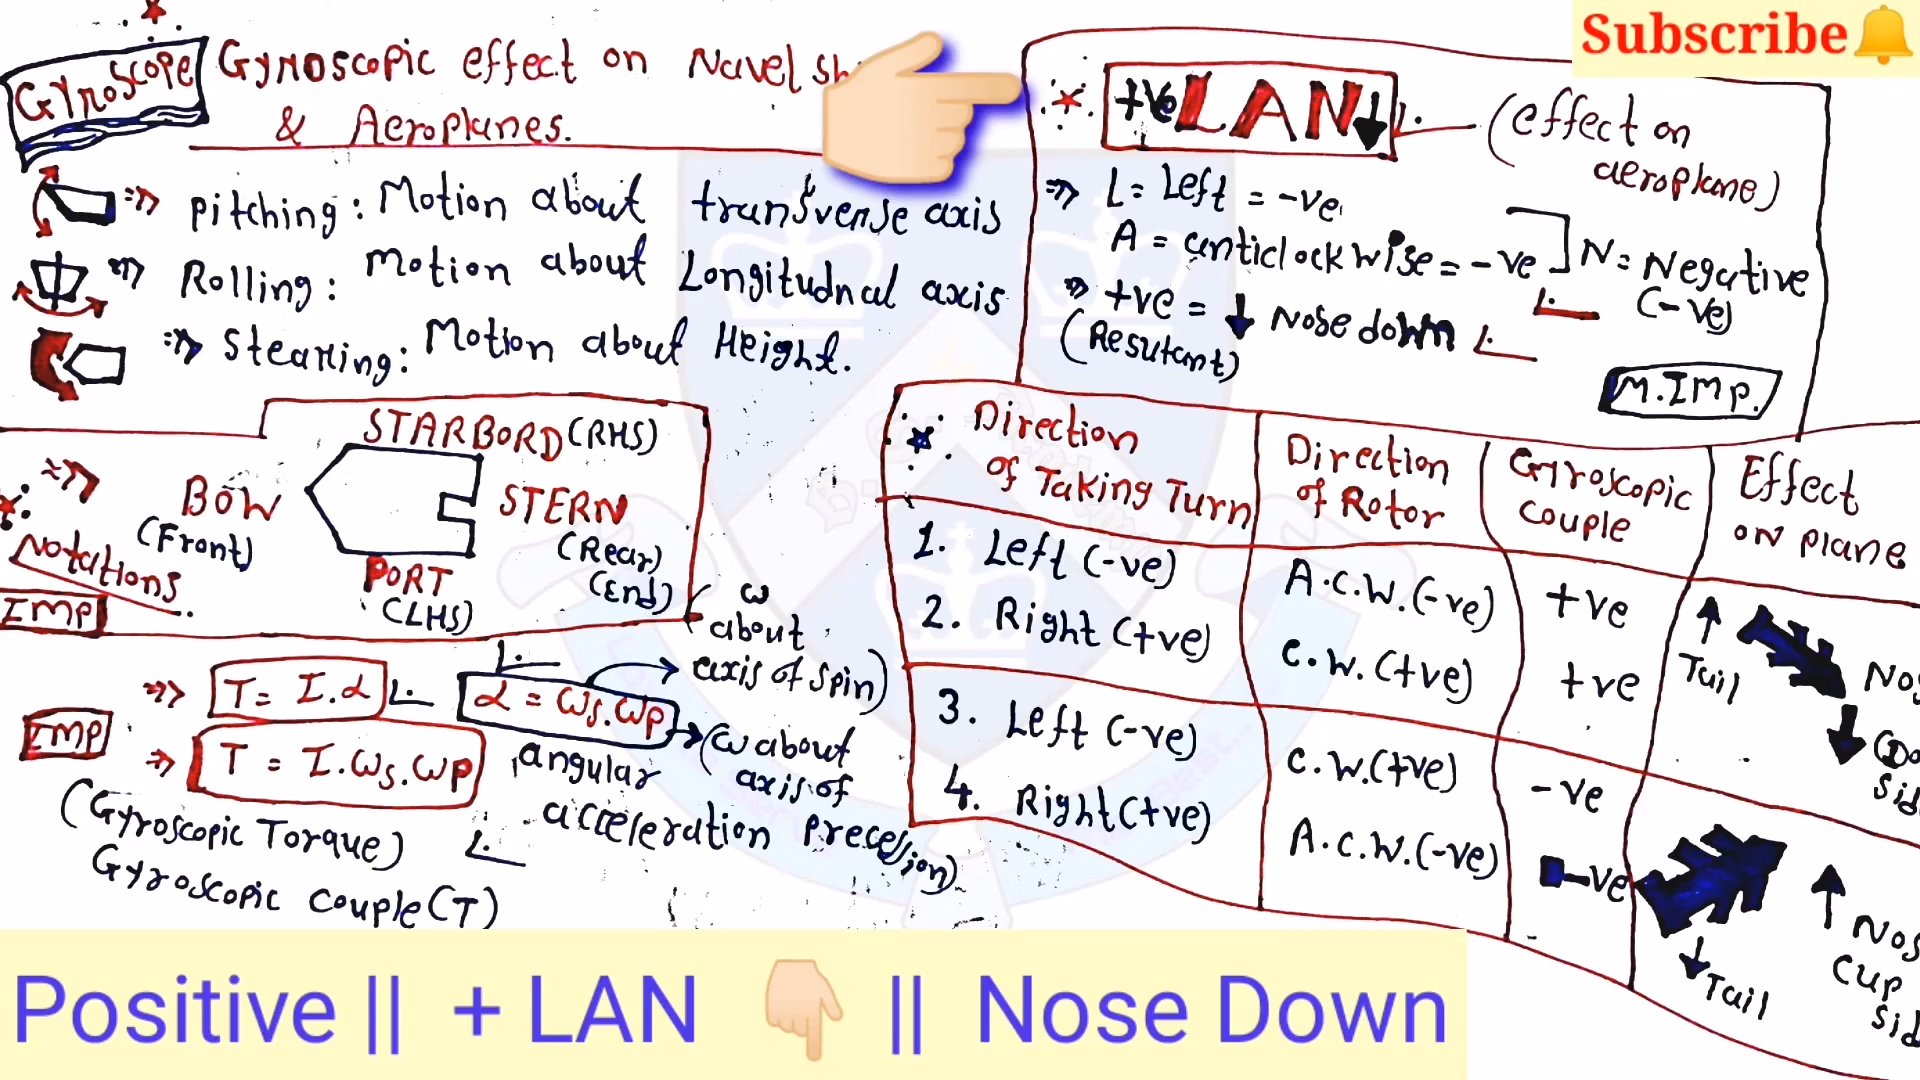 Subscribe
GYROSCOPE
Gyroscopic effect on Navel
& Aeroplanes.
=>> Pitching: Motion about transverse axis
=>> Rolling: Motion about Longitudnal axis
=>> Stearing: Motion about Height.
+ve LAN↓ (effect on
aeroplane)
=>> L = Left = -ve
A = anticlockwise = -ve ] N = Negative
(-ve)
=>> +ve = ↓ Nose down
(Resutant)
M.IMP.
STARBORD (RHS)
BOW
(Front)
STERN
(Rear)
(End)
PORT
(LHS)
Notations
IMP
Direction
of Taking Turn
Direction
of Rotor
Gyroscopic
couple
Effect
on plane
1. Left (-ve) A.C.W.(-ve) +ve
2. Right (+ve) C.W.(+ve) +ve
↑
Tail
↓
3. Left (-ve) C.W.(+ve) -ve
4. Right (+ve) A.C.W.(-ve) -ve
↑
↓ Tail
cup
=>> T = I.α
α = ωs.ωp
ω
about
axis of spin)
IMP
=>> T = I.ωs.ωp
(Gyroscopic Torque)
Gyroscopic couple (T)
angular
acceleration
(ω about
axis of
precession)
Positive || + LAN 👇 || Nose Down